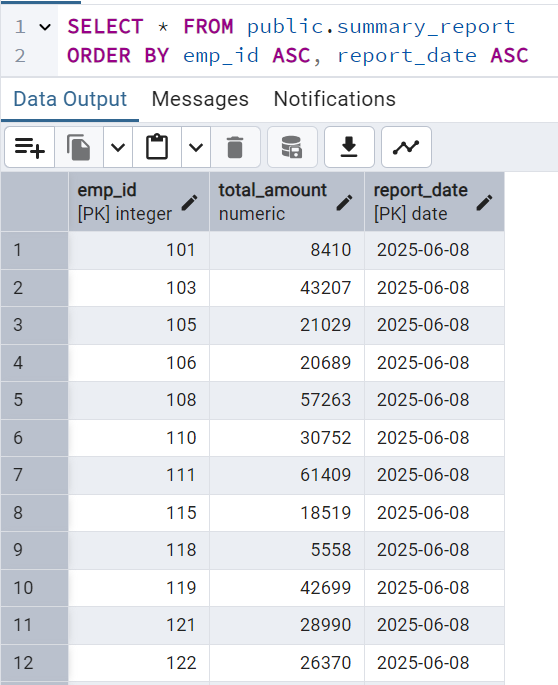 1 SELECT * FROM public.summary_report
2 ORDER BY emp_id ASC, report_date ASC
Data Output Messages Notifications
emp_id total_amount report_date
[PK] integer numeric [PK] date
1 101 8410 2025-06-08
2 103 43207 2025-06-08
3 105 21029 2025-06-08
4 106 20689 2025-06-08
5 108 57263 2025-06-08
6 110 30752 2025-06-08
7 111 61409 2025-06-08
8 115 18519 2025-06-08
9 118 5558 2025-06-08
10 119 42699 2025-06-08
11 121 28990 2025-06-08
12 122 26370 2025-06-08